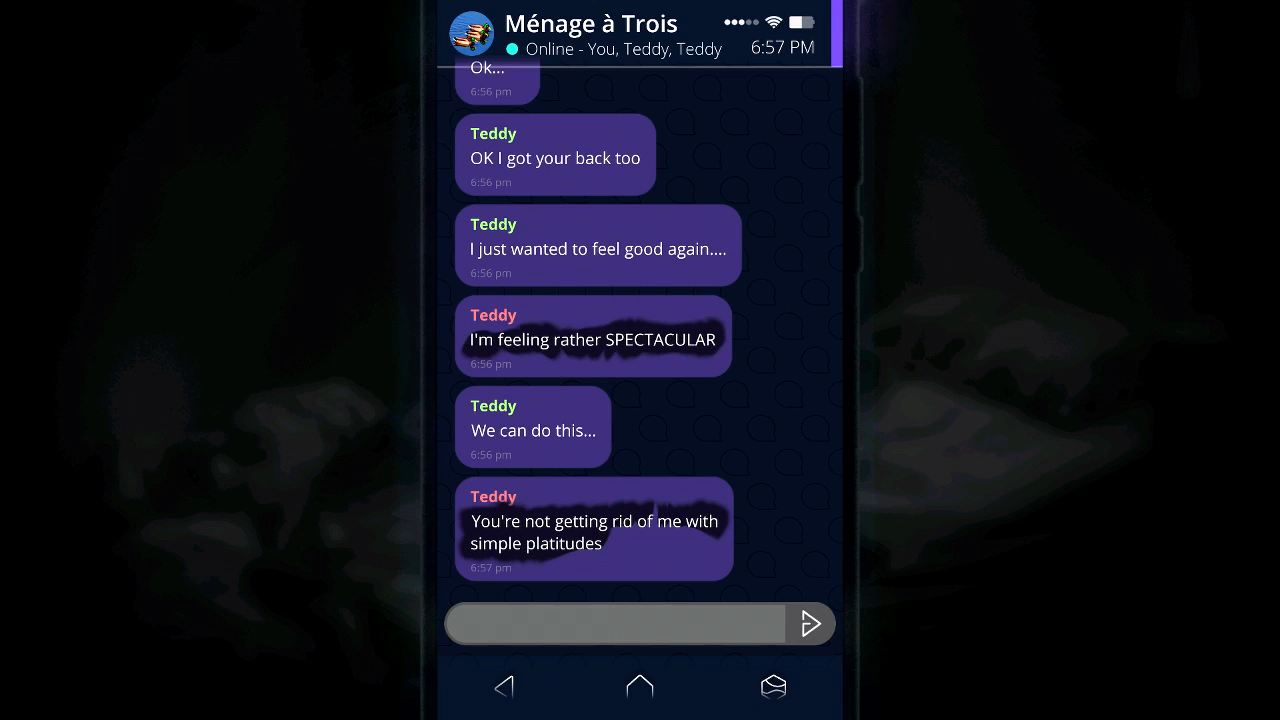 Ménage à Trois
Online - You, Teddy, Teddy
6:57 PM
Ok...
6:56 pm
Teddy
OK I got your back too
6:56 pm
Teddy
I just wanted to feel good again....
6:56 pm
Teddy
I'm feeling rather SPECTACULAR
6:56 pm
Teddy
We can do this...
6:56 pm
Teddy
You're not getting rid of me with
simple platitudes
6:57 pm